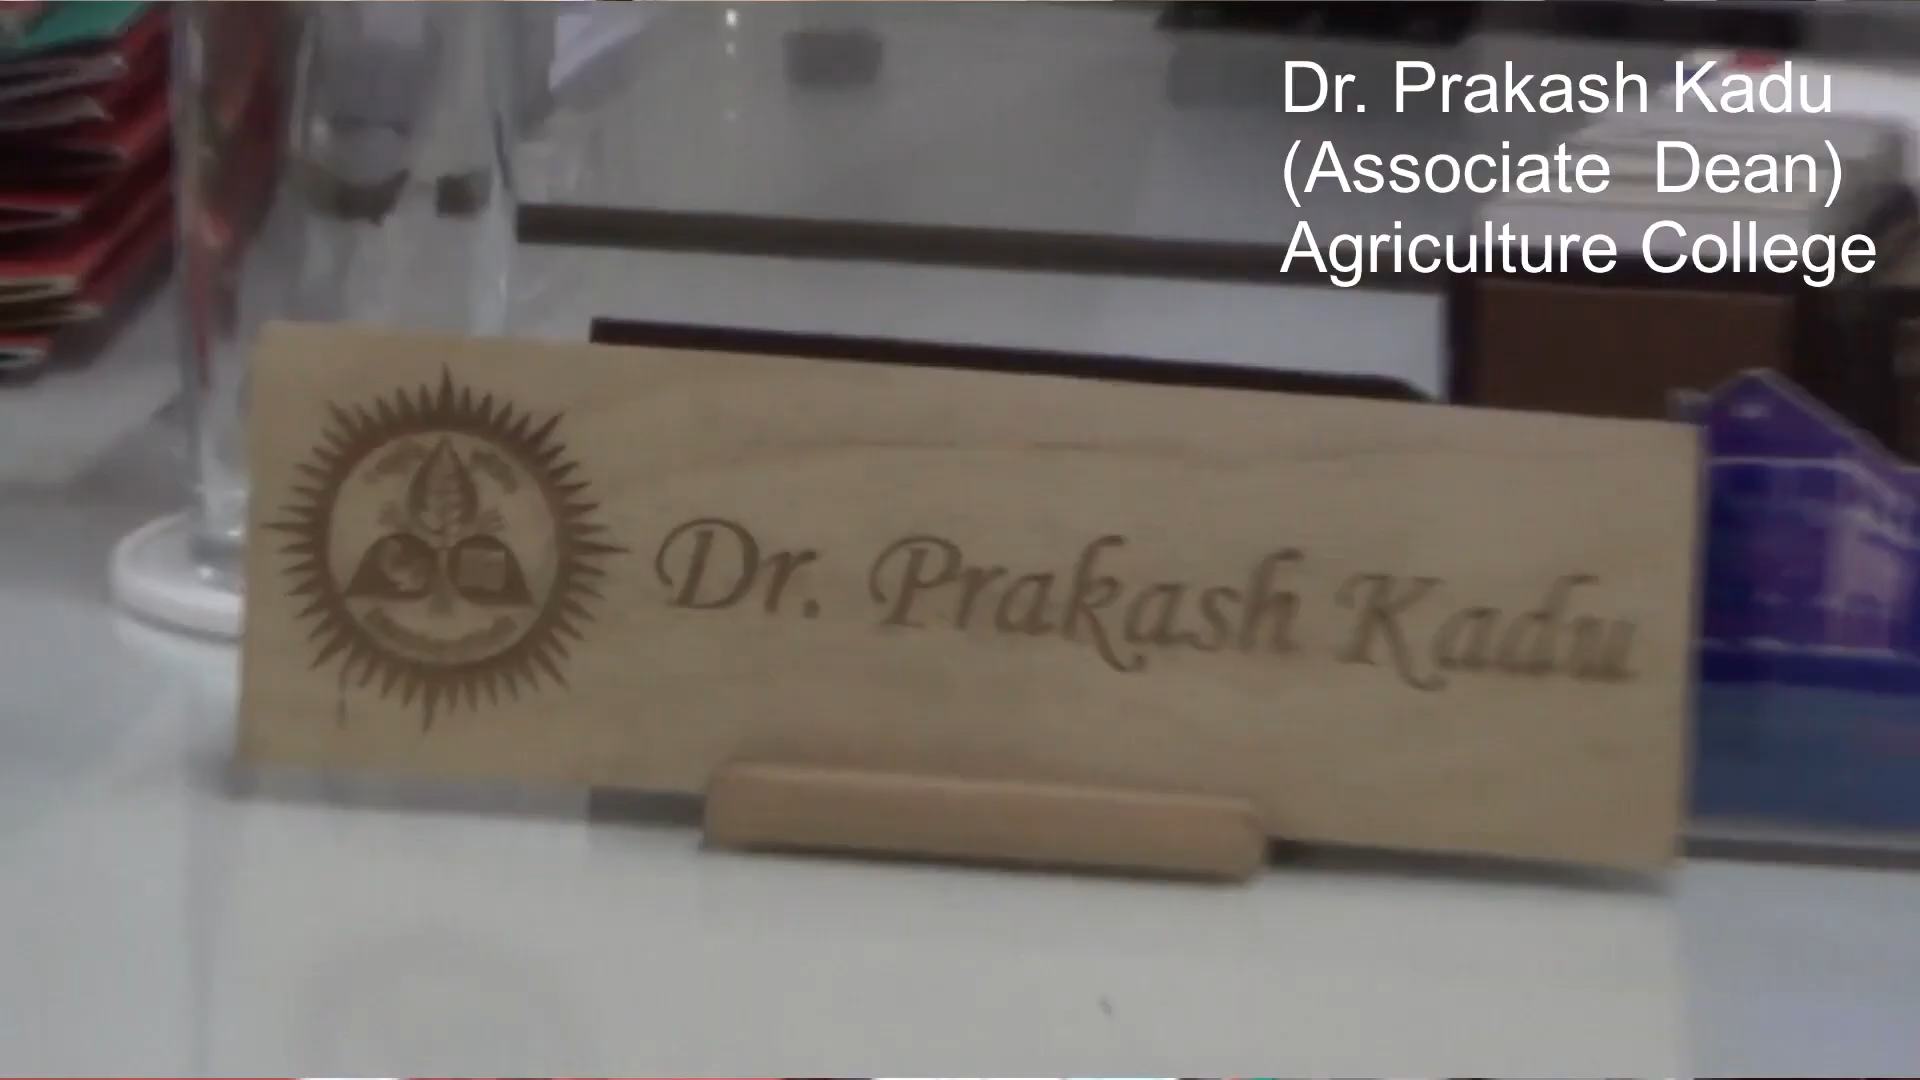 Dr. Prakash Kadu
(Associate  Dean)
Agriculture College
Dr. Prakash Kadu